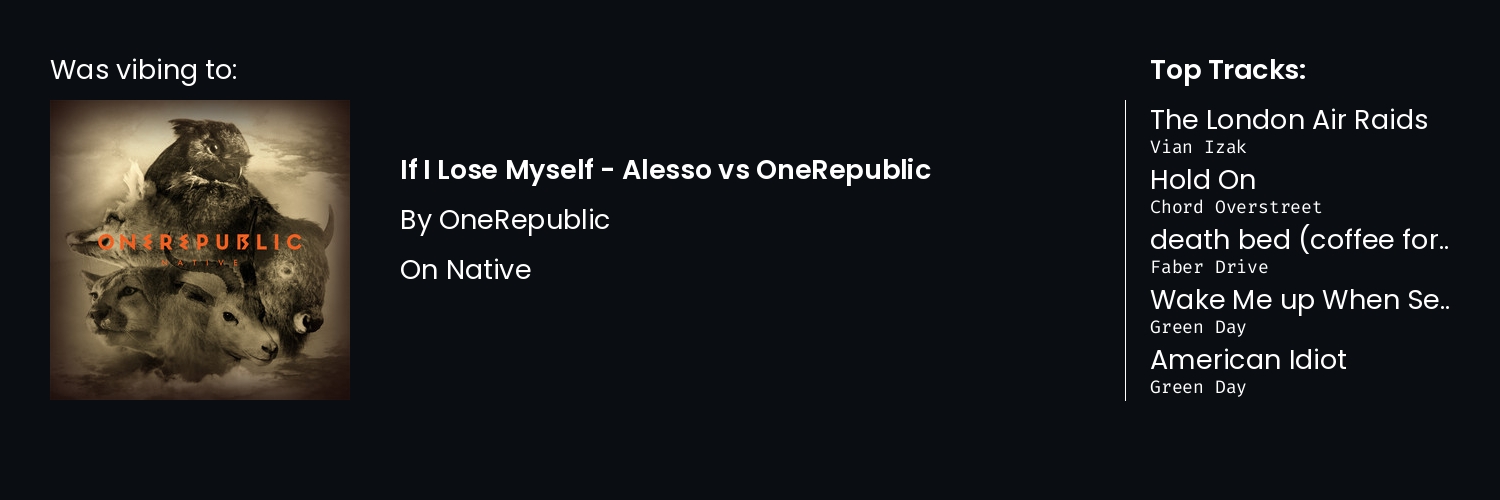 Was vibing to:
ONEREPUBLIC
NATIVE
If I Lose Myself - Alesso vs OneRepublic
By OneRepublic
On Native
Top Tracks:
The London Air Raids
Vian Izak
Hold On
Chord Overstreet
death bed (coffee for..
Faber Drive
Wake Me up When Se..
Green Day
American Idiot
Green Day